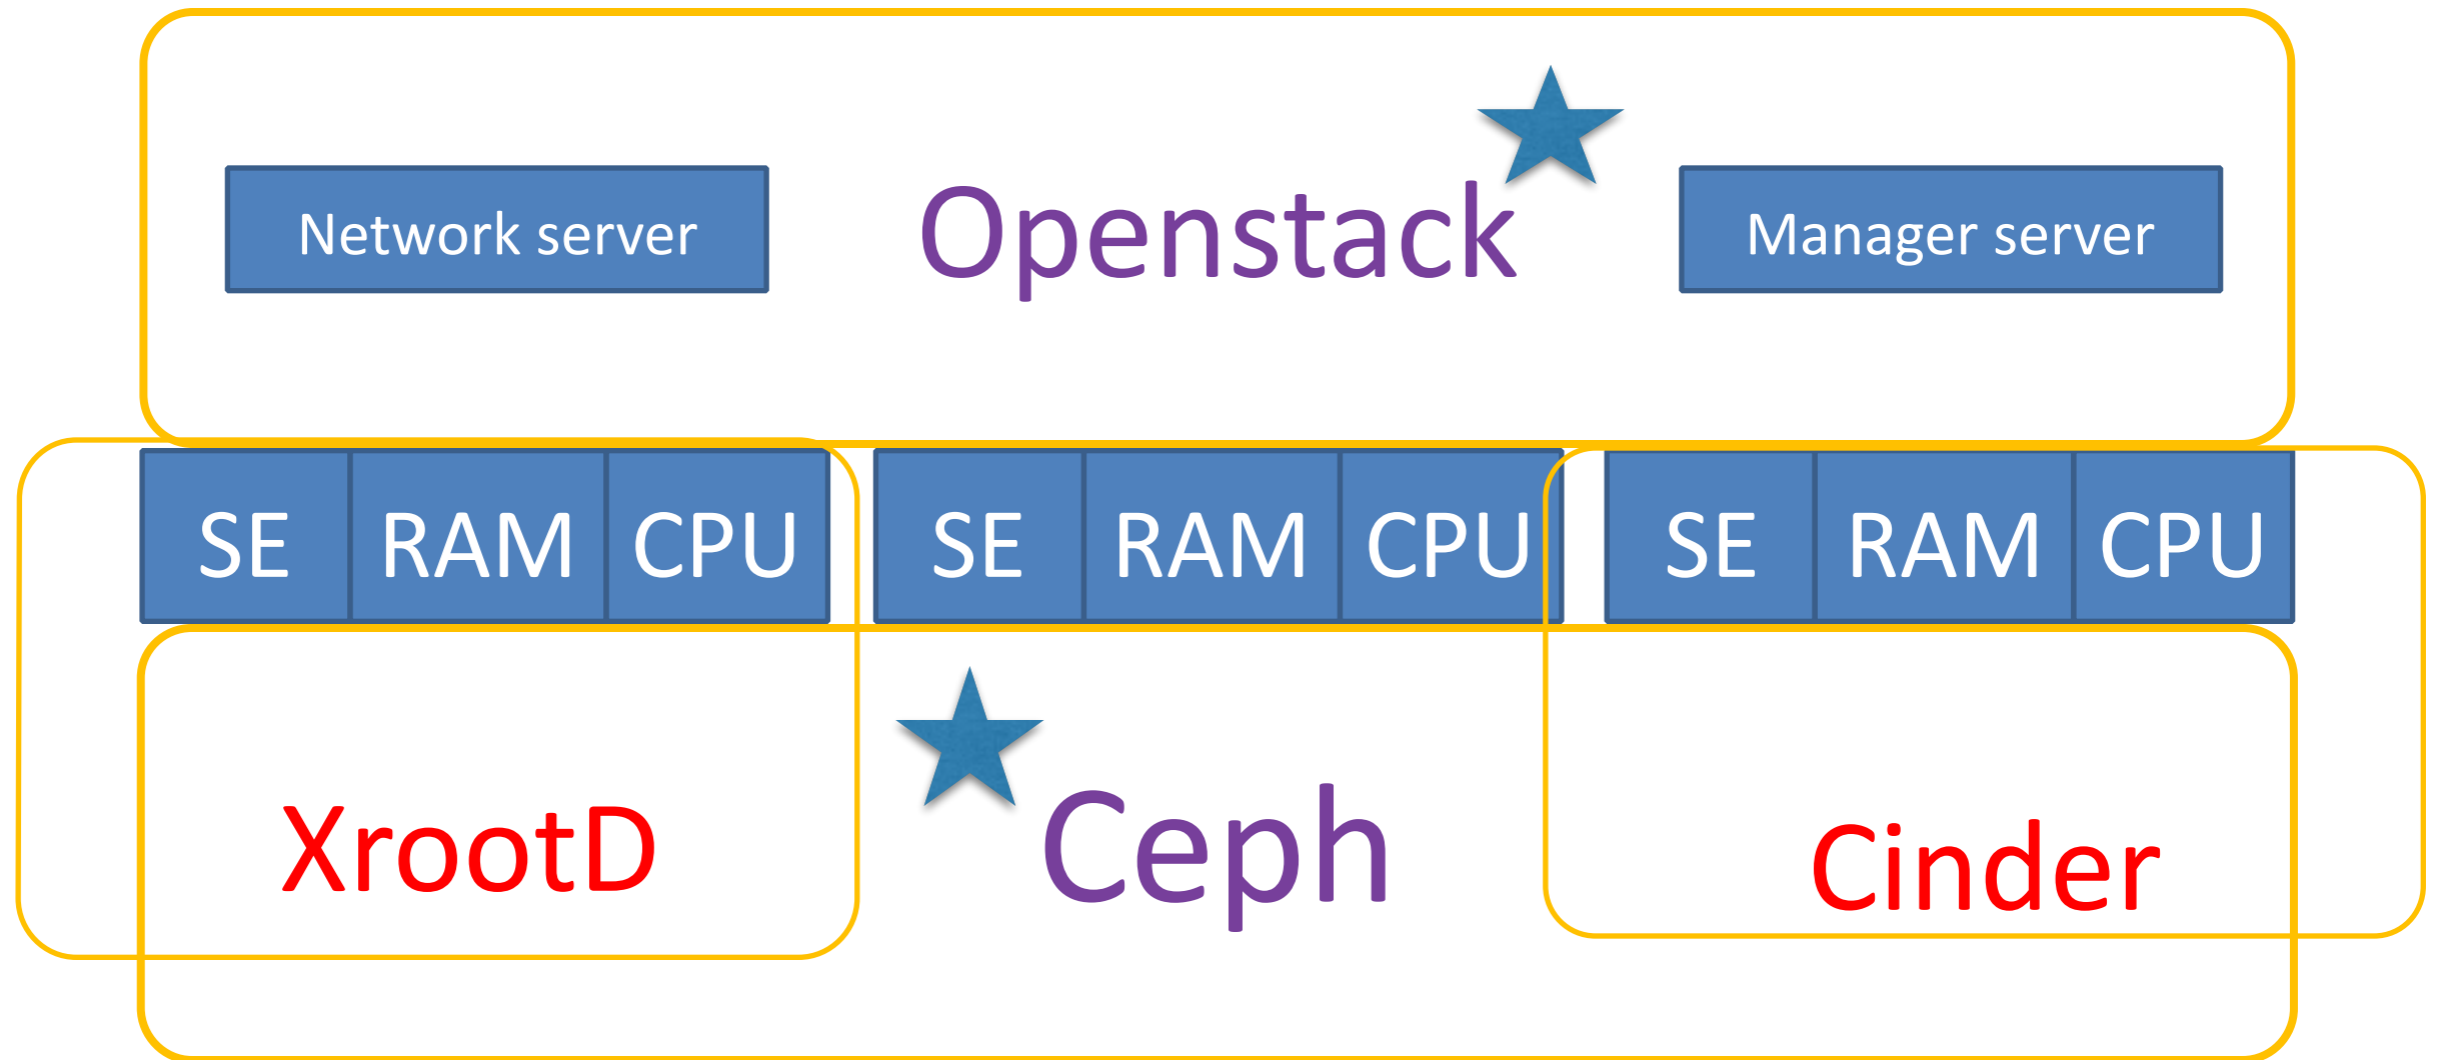 Network server
Openstack
Manager server
SE RAM CPU SE RAM CPU SE RAM CPU
XrootD
Ceph
Cinder